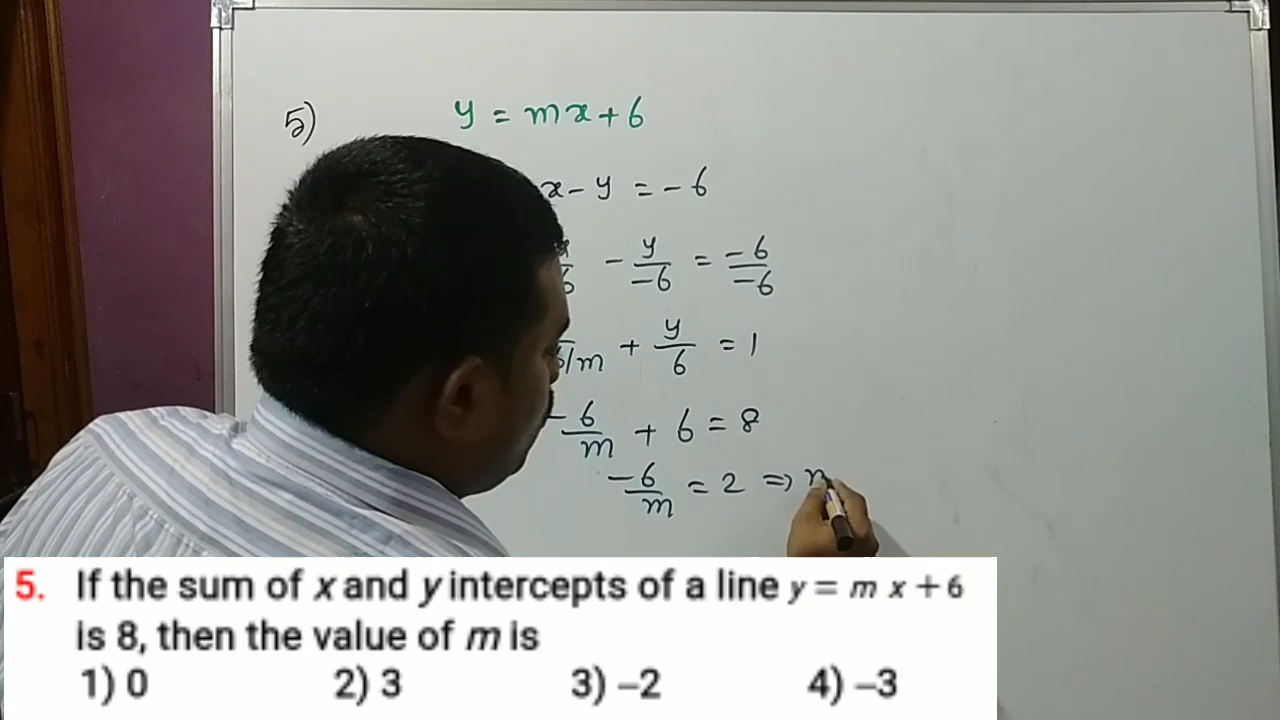 5) y = mx + 6
x - y = -6
- y/-6 = -6/-6
/m + y/6 = 1
-6/m + 6 = 8
-6/m = 2 ⇒
5. If the sum of x and y intercepts of a line y = m x + 6
is 8, then the value of m is
1) 0 2) 3 3) –2 4) –3